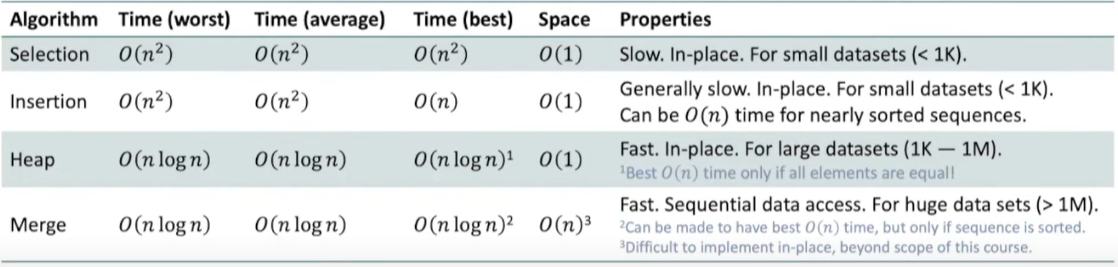 Algorithm Time (worst) Time (average) Time (best) Space Properties
Selection O(n²) O(n²) O(n²) O(1) Slow. In-place. For small datasets (< 1K).
Insertion O(n²) O(n²) O(n) O(1) Generally slow. In-place. For small datasets (< 1K).
Can be O(n) time for nearly sorted sequences.
Heap O(n log n) O(n log n) O(n log n)¹ O(1) Fast. In-place. For large datasets (1K — 1M).
¹Best O(n) time only if all elements are equal!
Merge O(n log n) O(n log n) O(n log n)² O(n)³ Fast. Sequential data access. For huge data sets (> 1M).
²Can be made to have best O(n) time, but only if sequence is sorted.
³Difficult to implement in-place, beyond scope of this course.